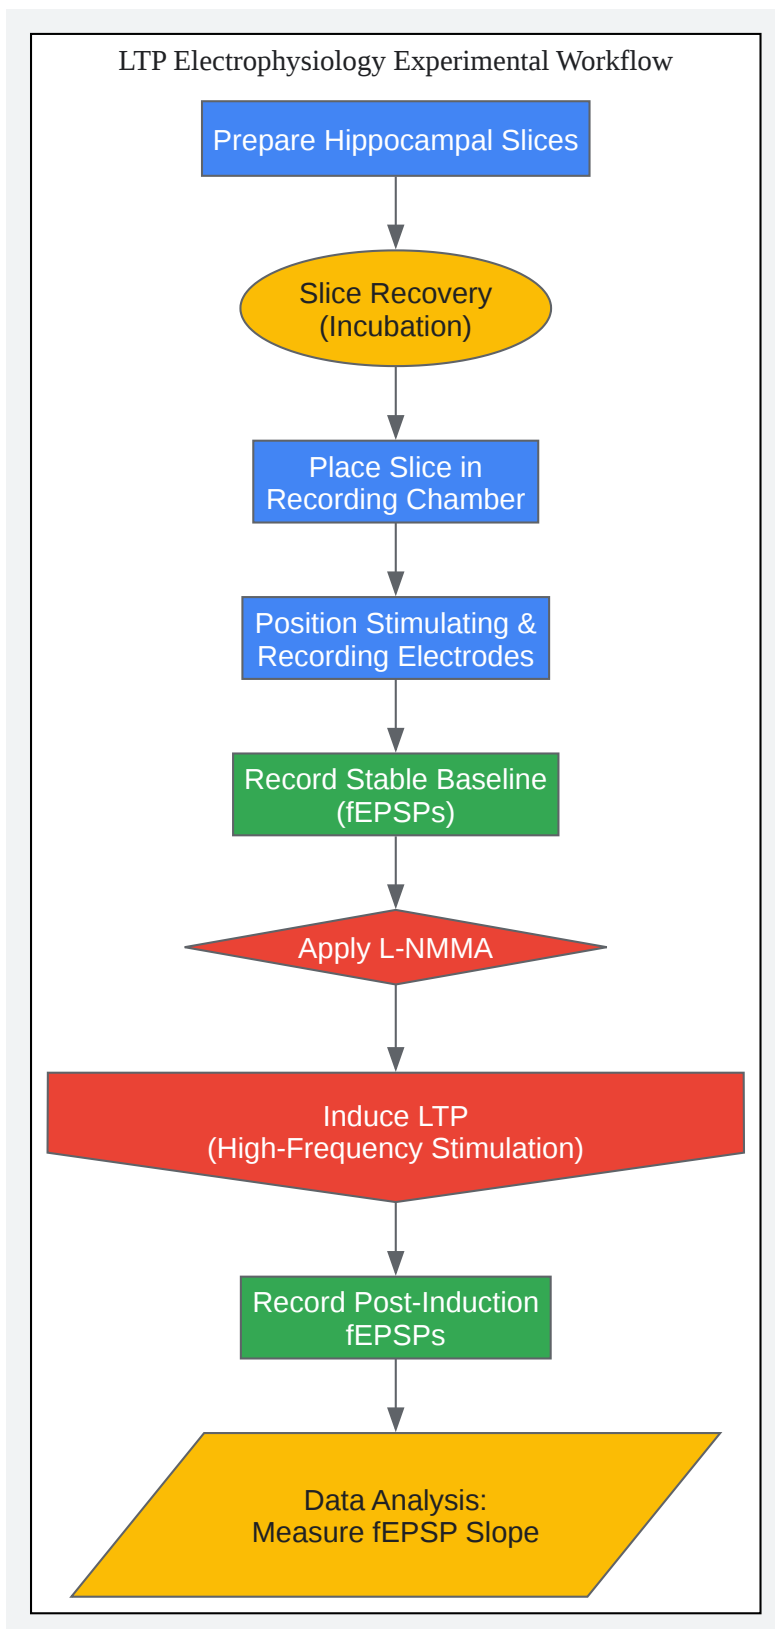 LTP Electrophysiology Experimental Workflow
Prepare Hippocampal Slices
Slice Recovery
(Incubation)
Place Slice in
Recording Chamber
Position Stimulating &
Recording Electrodes
Record Stable Baseline
(fEPSPs)
Apply L-NMMA
Induce LTP
(High-Frequency Stimulation)
Record Post-Induction
fEPSPs
Data Analysis:
Measure fEPSP Slope